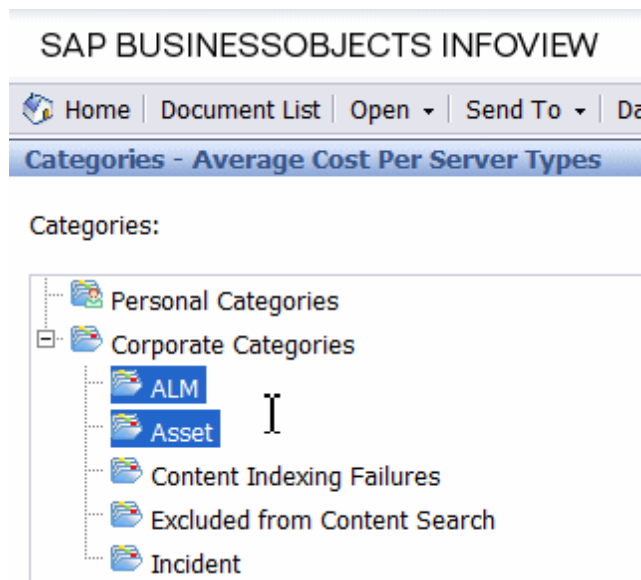 SAP BUSINESSOBJECTS INFOVIEW
Home Document List Open Send To Da
Categories - Average Cost Per Server Types
Categories:
Personal Categories
Corporate Categories
ALM
Asset
Content Indexing Failures
Excluded from Content Search
Incident